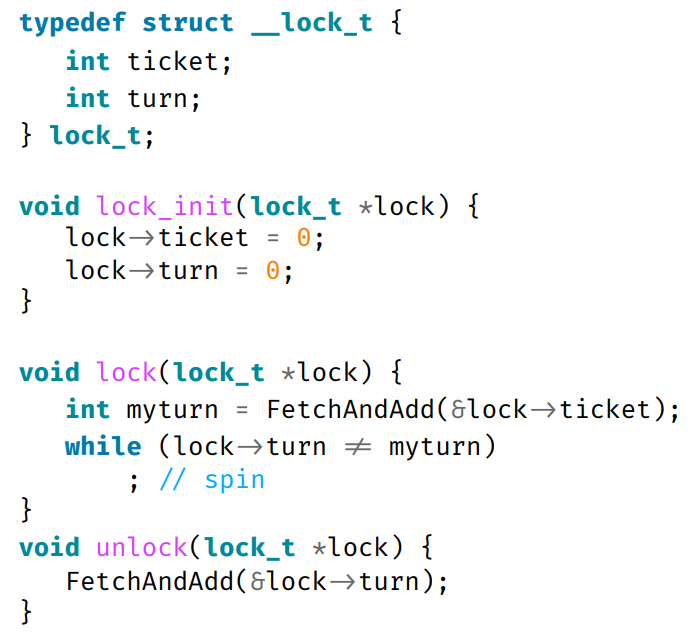 typedef struct __lock_t {
int ticket;
int turn;
} lock_t;
void lock_init(lock_t *lock) {
lock→ticket = 0;
lock→turn = 0;
}
void lock(lock_t *lock) {
int myturn = FetchAndAdd(&lock→ticket);
while (lock→turn ≠ myturn)
; // spin
}
void unlock(lock_t *lock) {
FetchAndAdd(&lock→turn);
}